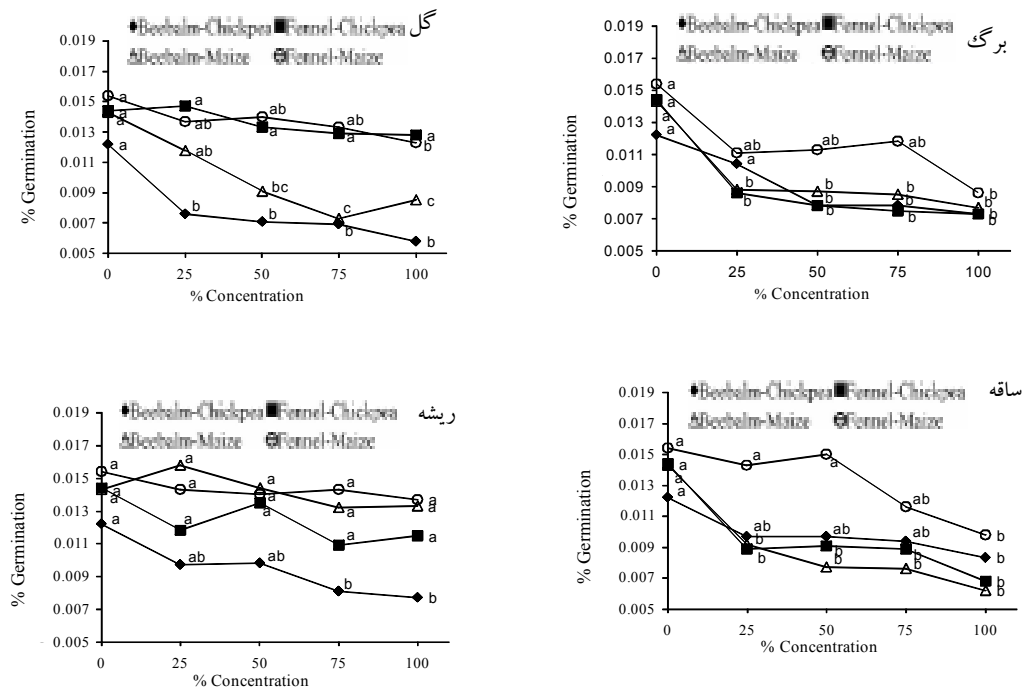 ◆Beebalm-Chickpea ■Fennel-Chickpea گل
△Beebalm-Maize ○Fennel-Maize
0.019
0.017
0.015
0.013
0.011
0.009
0.007
0.005
% Germination
a a a a
a ab b
a ab bc c c
a b b b b
ab ab b
a a a a
0 25 50 75 100
% Concentration
◆Beebalm-Chickpea ■Fennel-Chickpea برگ
△Beebalm-Maize ○Fennel-Maize
0.019
0.017
0.015
0.013
0.011
0.009
0.007
0.005
% Germination
a ab ab ab b
a a b b b
a b b b b
a b b b b
0 25 50 75 100
% Concentration
◆Beebalm-Chickpea ■Fennel-Chickpea ریشه
△Beebalm-Maize ○Fennel-Maize
0.019
0.017
0.015
0.013
0.011
0.009
0.007
0.005
% Germination
a a a a a
a a a a a
a a a a a
a ab ab b b
0 25 50 75 100
% Concentration
◆Beebalm-Chickpea ■Fennel-Chickpea ساقه
△Beebalm-Maize ○Fennel-Maize
0.019
0.017
0.015
0.013
0.011
0.009
0.007
0.005
% Germination
a a a ab b
a ab ab ab b
a b b b b
a b b b b
0 25 50 75 100
% Concentration